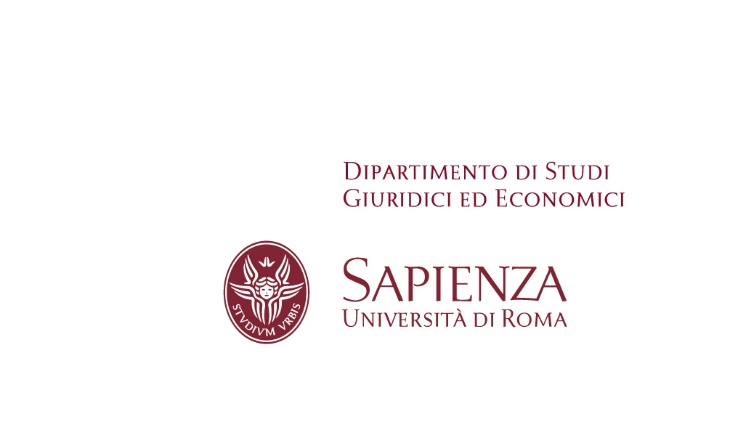 Dipartimento di Studi
Giuridici ed Economici
Sapienza
Università di Roma
STVDIVM VRBIS